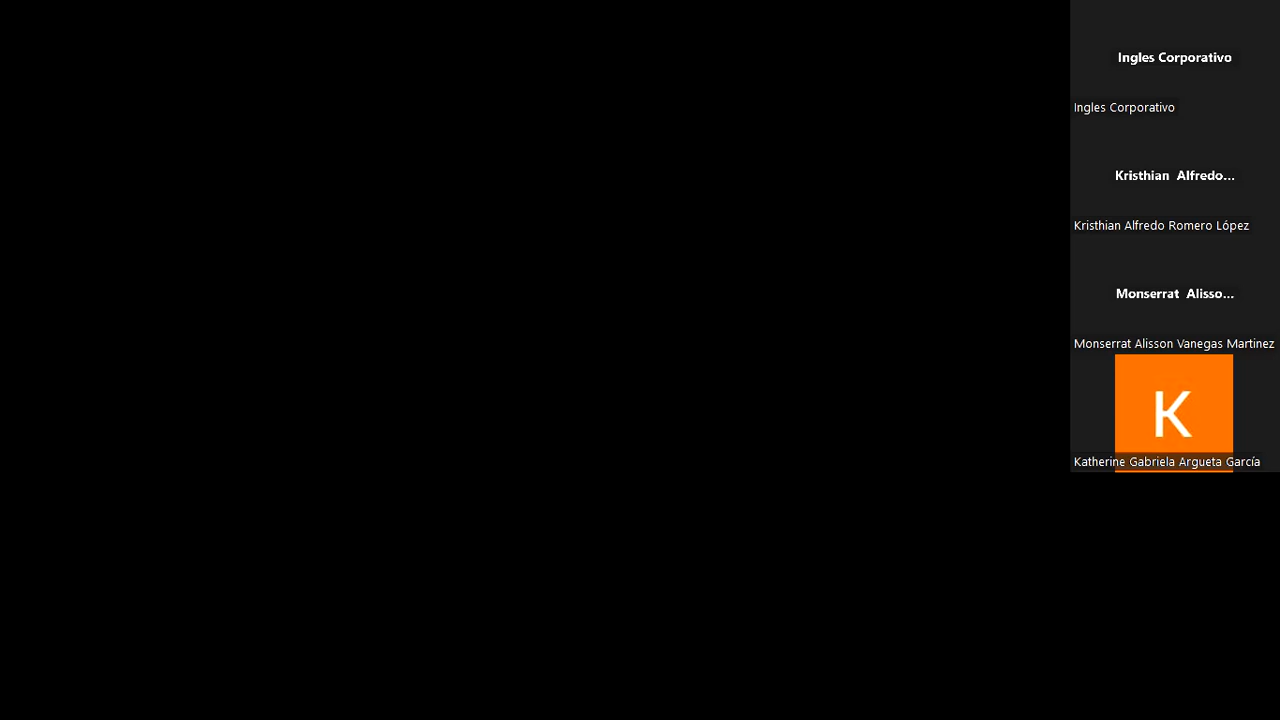 Ingles Corporativo
Ingles Corporativo
Kristhian Alfredo...
Kristhian Alfredo Romero López
Monserrat Alisso...
Monserrat Alisson Vanegas Martinez
K
Katherine Gabriela Argueta García